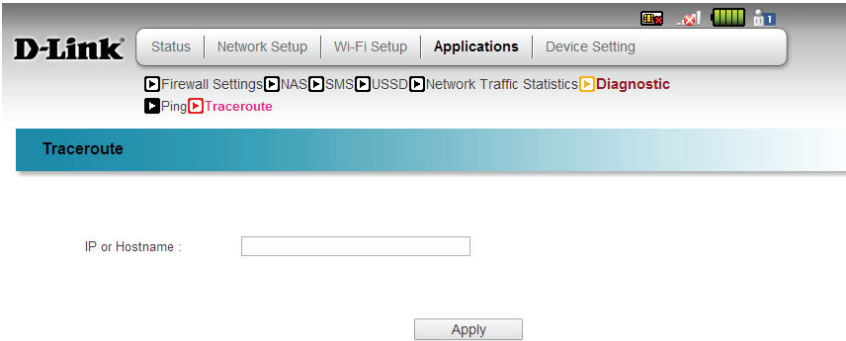 D-Link
Status Network Setup Wi-Fi Setup Applications Device Setting
Firewall Settings NAS SMS USSD Network Traffic Statistics Diagnostic
Ping Traceroute
Traceroute
IP or Hostname :
Apply
1